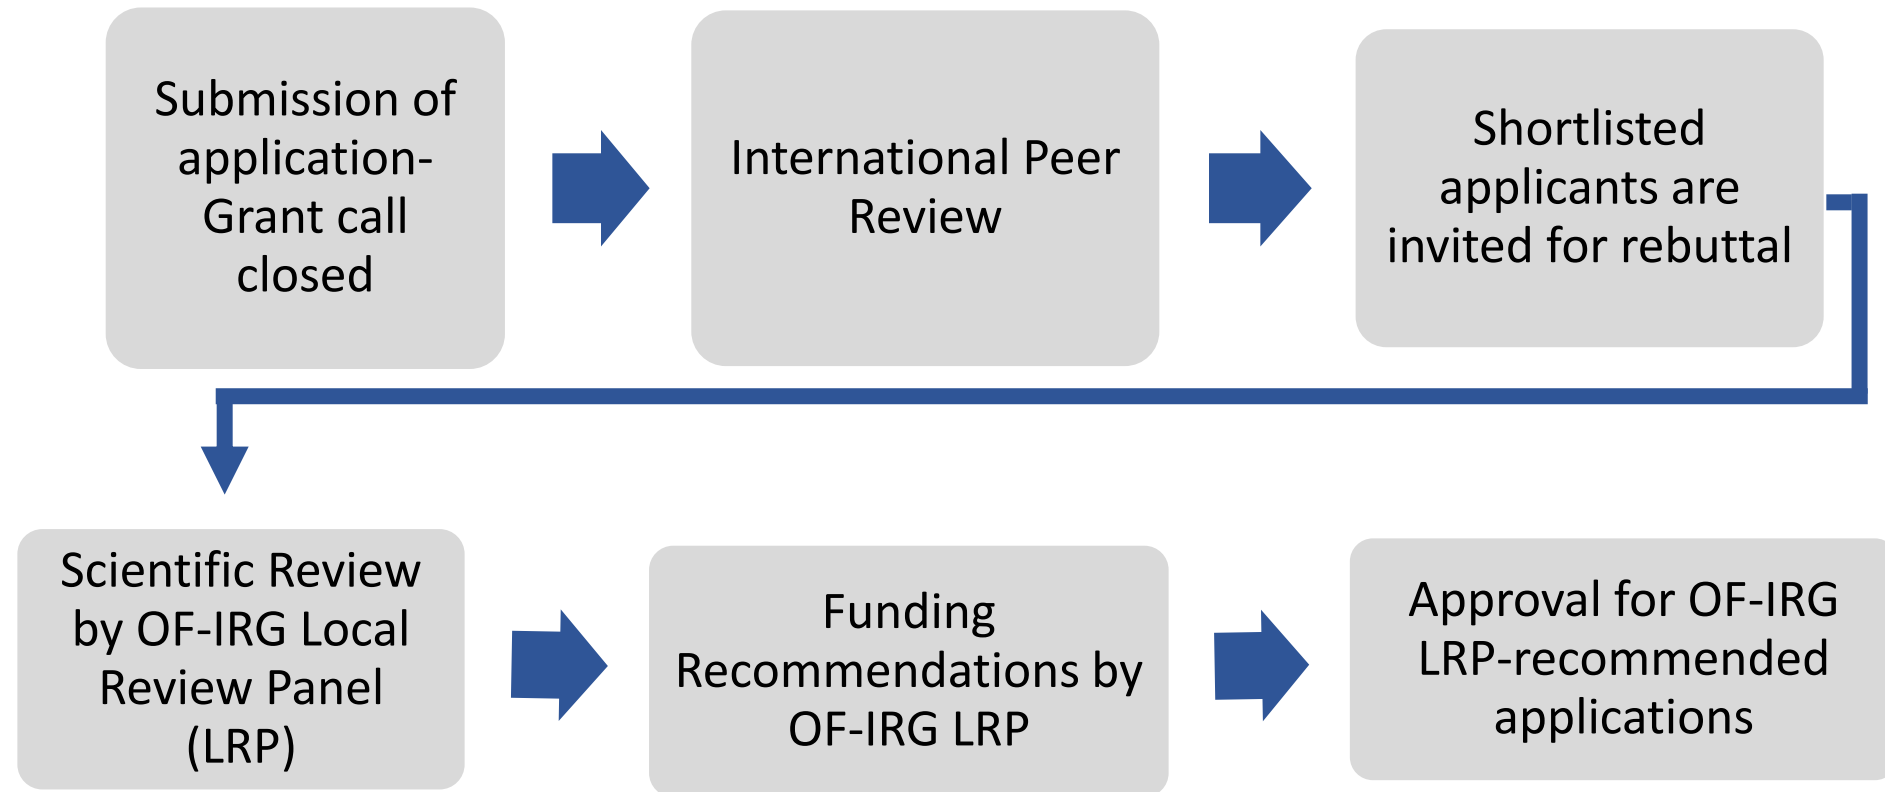 Submission of
application-
Grant call
closed
International Peer
Review
Shortlisted
applicants are
invited for rebuttal
Scientific Review
by OF-IRG Local
Review Panel
(LRP)
Funding
Recommendations by
OF-IRG LRP
Approval for OF-IRG
LRP-recommended
applications